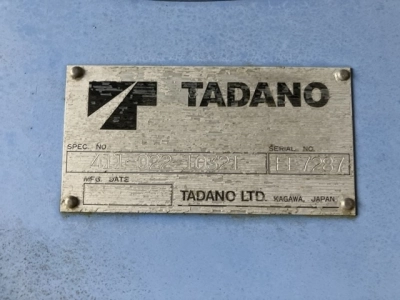 TADANO
SPEC. NO. SERIAL NO.
MFG. DATE
TADANO LTD. KAGAWA, JAPAN